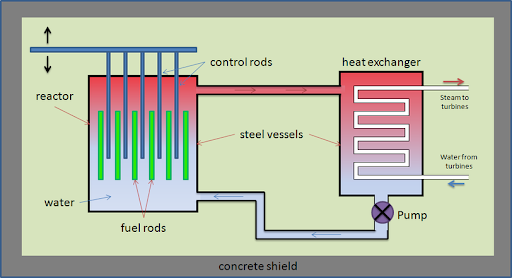 control rods
heat exchanger
reactor
Steam to
turbines
steel vessels
Water from
turbines
water
fuel rods
Pump
concrete shield